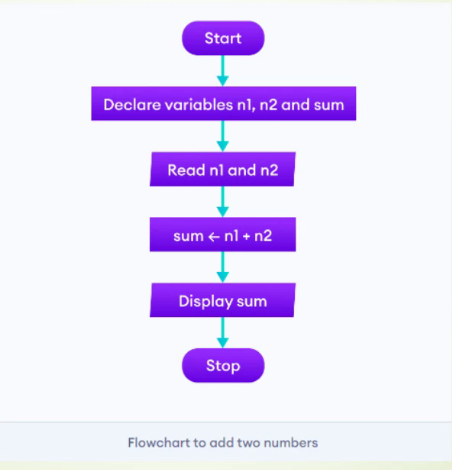 Start
Declare variables n1, n2 and sum
Read n1 and n2
sum ← n1 + n2
Display sum
Stop
Flowchart to add two numbers